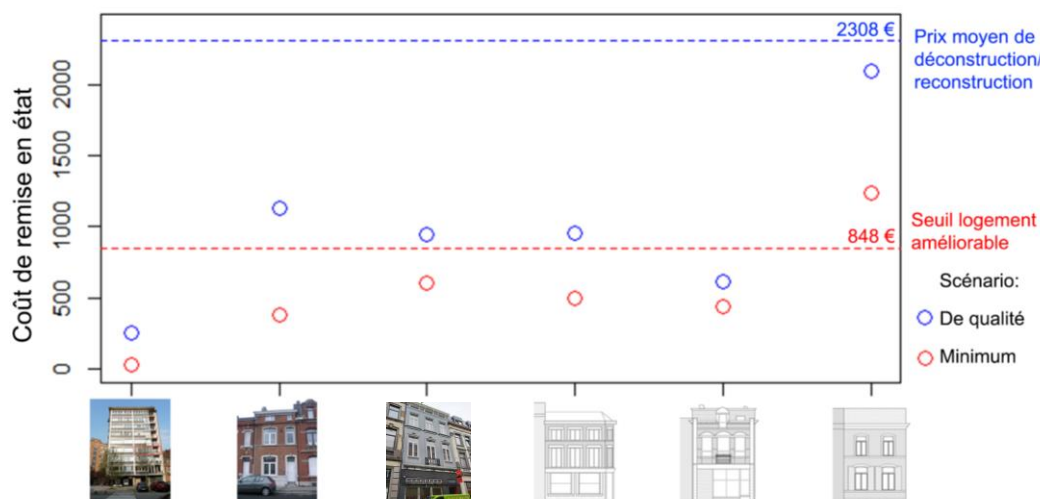 2308 €
Prix moyen de
déconstruction/
reconstruction
Coût de remise en état
2000
1500
1000
500
0
848 €
Seuil logement
améliorable
Scénario:
De qualité
Minimum